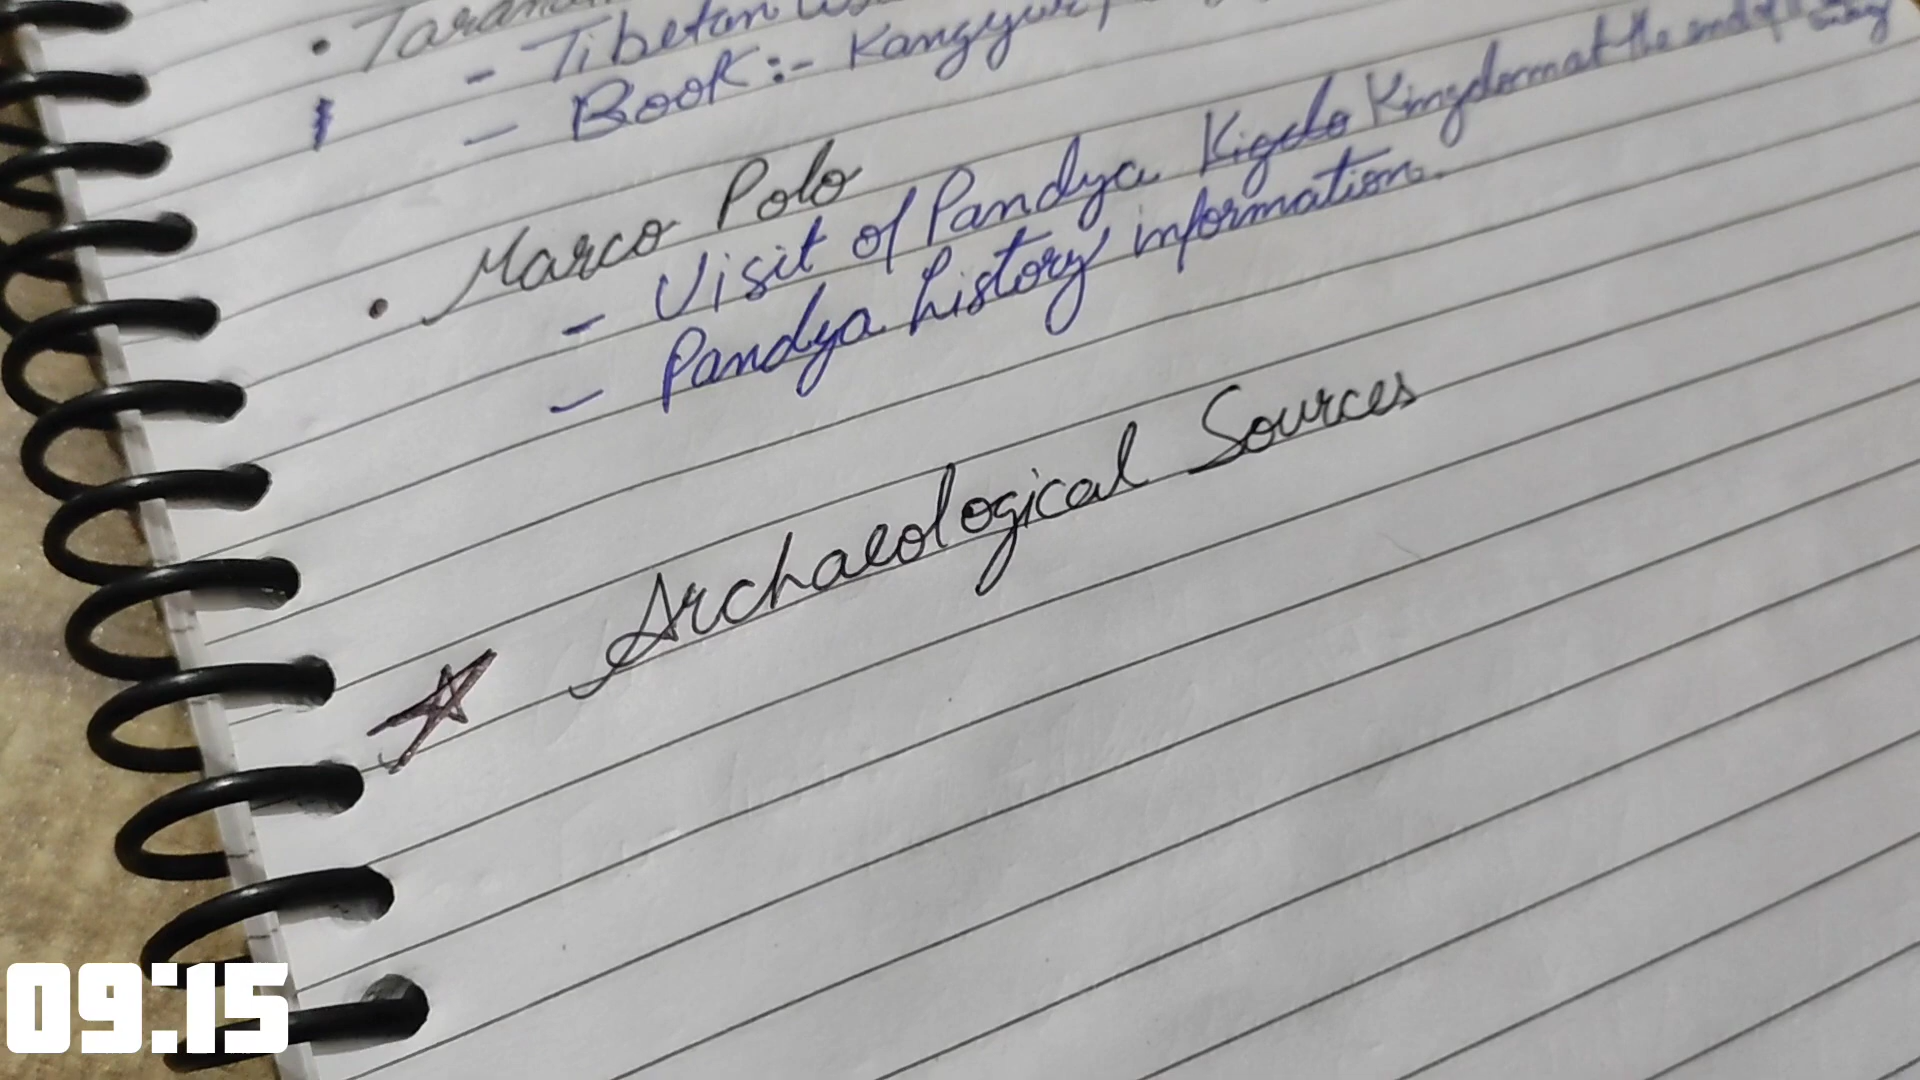 - Tibetan
- Book :- Kangyur
• Marco Polo
- Visit of Pandya Kigdo Kingdom at the end of
- Pandya history information.
Archaeological Sources
09:15